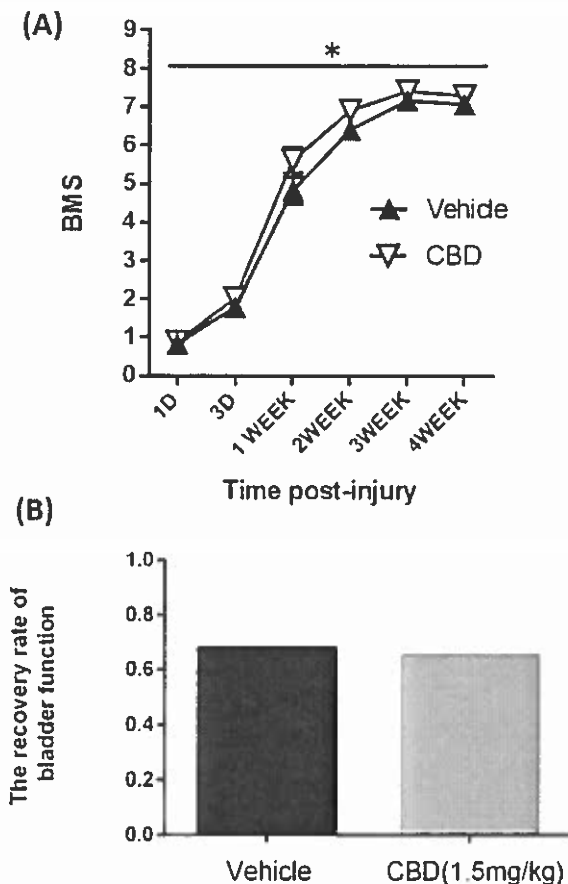 (A)
*
9
8
7
6
5
4
3
2
1
0
BMS
Vehicle
CBD
1D
3D
1 WEEK
2WEEK
3WEEK
4WEEK
Time post-injury
(B)
The recovery rate of
bladder function
1.0
0.8
0.6
0.4
0.2
0.0
Vehicle
CBD(1.5mg/kg)